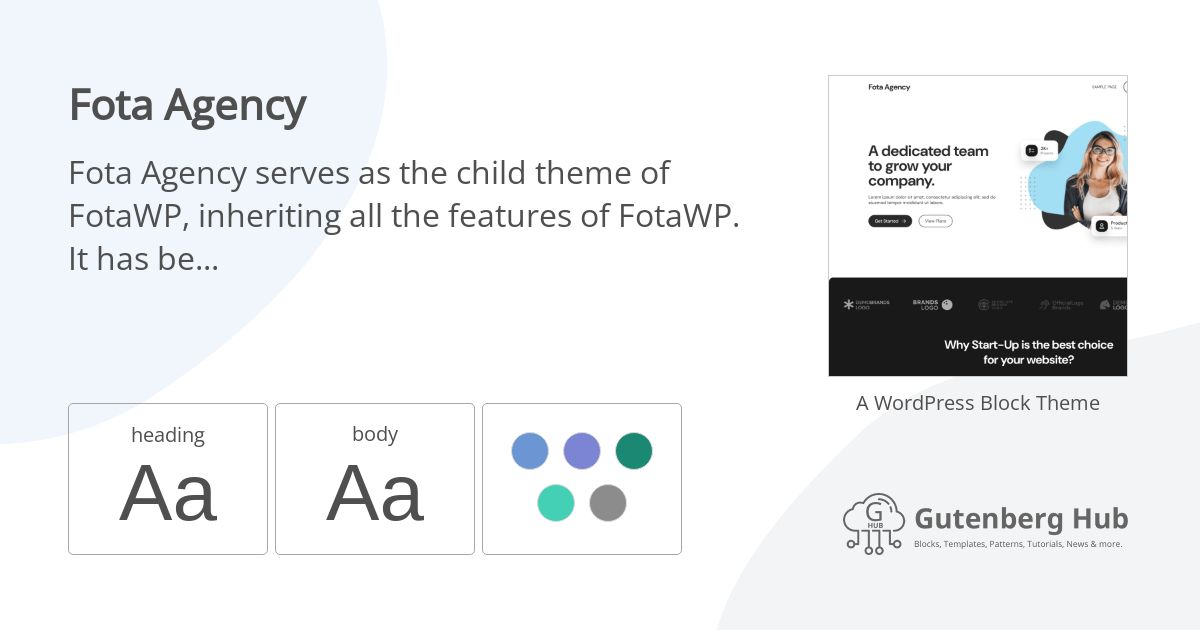 Fota Agency
Fota Agency serves as the child theme of
FotaWP, inheriting all the features of FotaWP.
It has be...
heading
Aa
body
Aa
Fota Agency
SAMPLE PAGE
A dedicated team
to grow your
company.
Lorem ipsum dolor sit amet, consectetur adipiscing elit, sed do
eiusmod tempor incididunt ut labore.
Get Started
View Plans
2K+
Product
BRANDS
LOGO
Why Start-Up is the best choice
for your website?
A WordPress Block Theme
G
HUB
Gutenberg Hub
Blocks, Templates, Patterns, Tutorials, News & more.